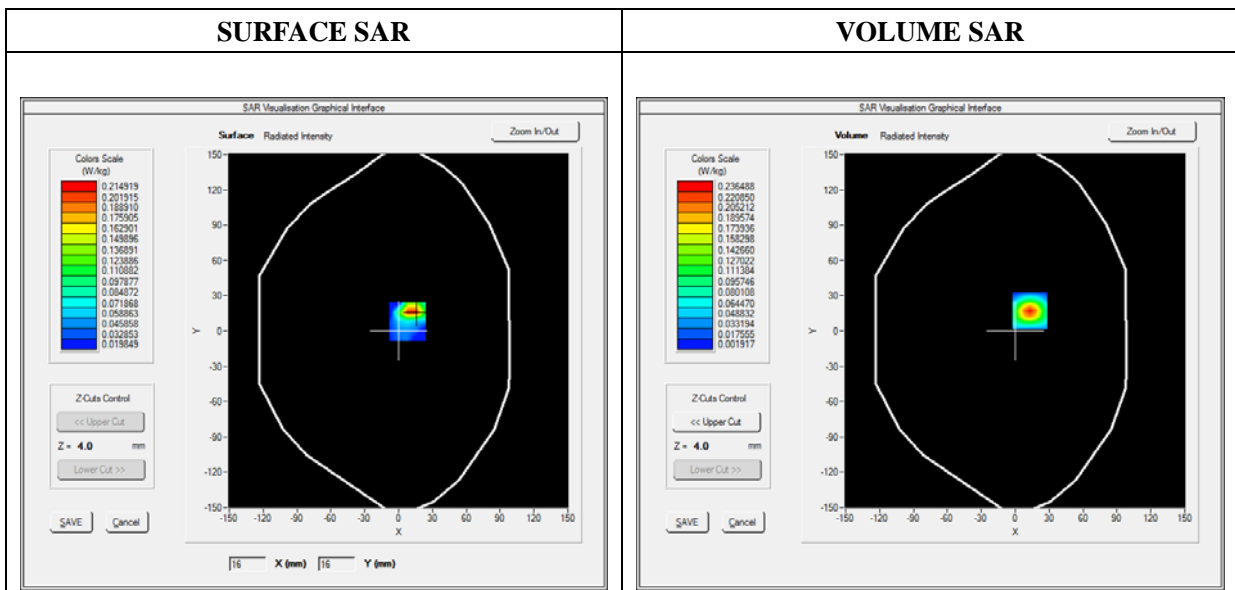 SURFACE SAR
VOLUME SAR
SAR Visualisation Graphical Interface
Surface Radiated Intensity
Zoom In/Out
Colors Scale
(W/kg)
0.214919
0.201915
0.188910
0.175905
0.162901
0.149896
0.136891
0.123886
0.110882
0.097877
0.084872
0.071868
0.058863
0.045858
0.032853
0.019849
Z-Cuts Control
<< Upper Cut
Z = 4.0 mm
Lower Cut >>
SAVE Cancel
150
120
90
60
30
0
-30
-60
-90
-120
-150
Y
-150 -120 -90 -60 -30 0 30 60 90 120 150
X
16 X (mm) 16 Y (mm)
SAR Visualisation Graphical Interface
Volume Radiated Intensity
Zoom In/Out
Colors Scale
(W/kg)
0.236488
0.220850
0.205212
0.189574
0.173936
0.158298
0.142660
0.127022
0.111384
0.095746
0.080108
0.064470
0.048832
0.033194
0.017555
0.001917
Z-Cuts Control
<< Upper Cut
Z = 4.0 mm
Lower Cut >>
SAVE Cancel
150
120
90
60
30
0
-30
-60
-90
-120
-150
Y
-150 -120 -90 -60 -30 0 30 60 90 120 150
X